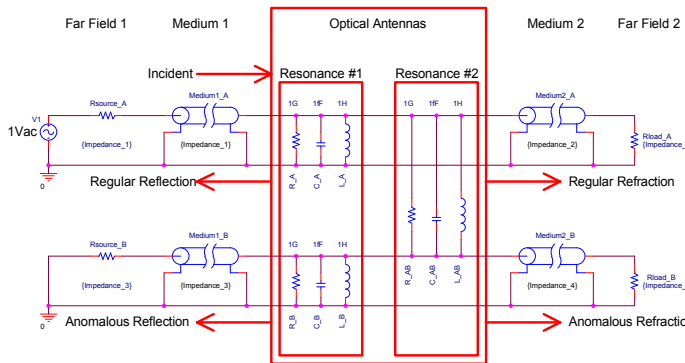 Far Field 1 Medium 1 Optical Antennas Medium 2 Far Field 2
Incident
Resonance #1 Resonance #2
V1
1Vac
0
Rsource_A
{Impedance_1}
Medium1_A
{Impedance_1}
1G 1fF 1H
R_A C_A L_A
1G 1fF 1H
R_AB C_AB L_AB
Medium2_A
{Impedance_2}
Rload_A
{Impedance_
Regular Reflection
Regular Refraction
Rsource_B
{Impedance_3}
0
Medium1_B
{Impedance_3}
1G 1fF 1H
R_B C_B L_B
Medium2_B
{Impedance_4}
Rload_B
{Impedance_
Anomalous Reflection
Anomalous Refractio